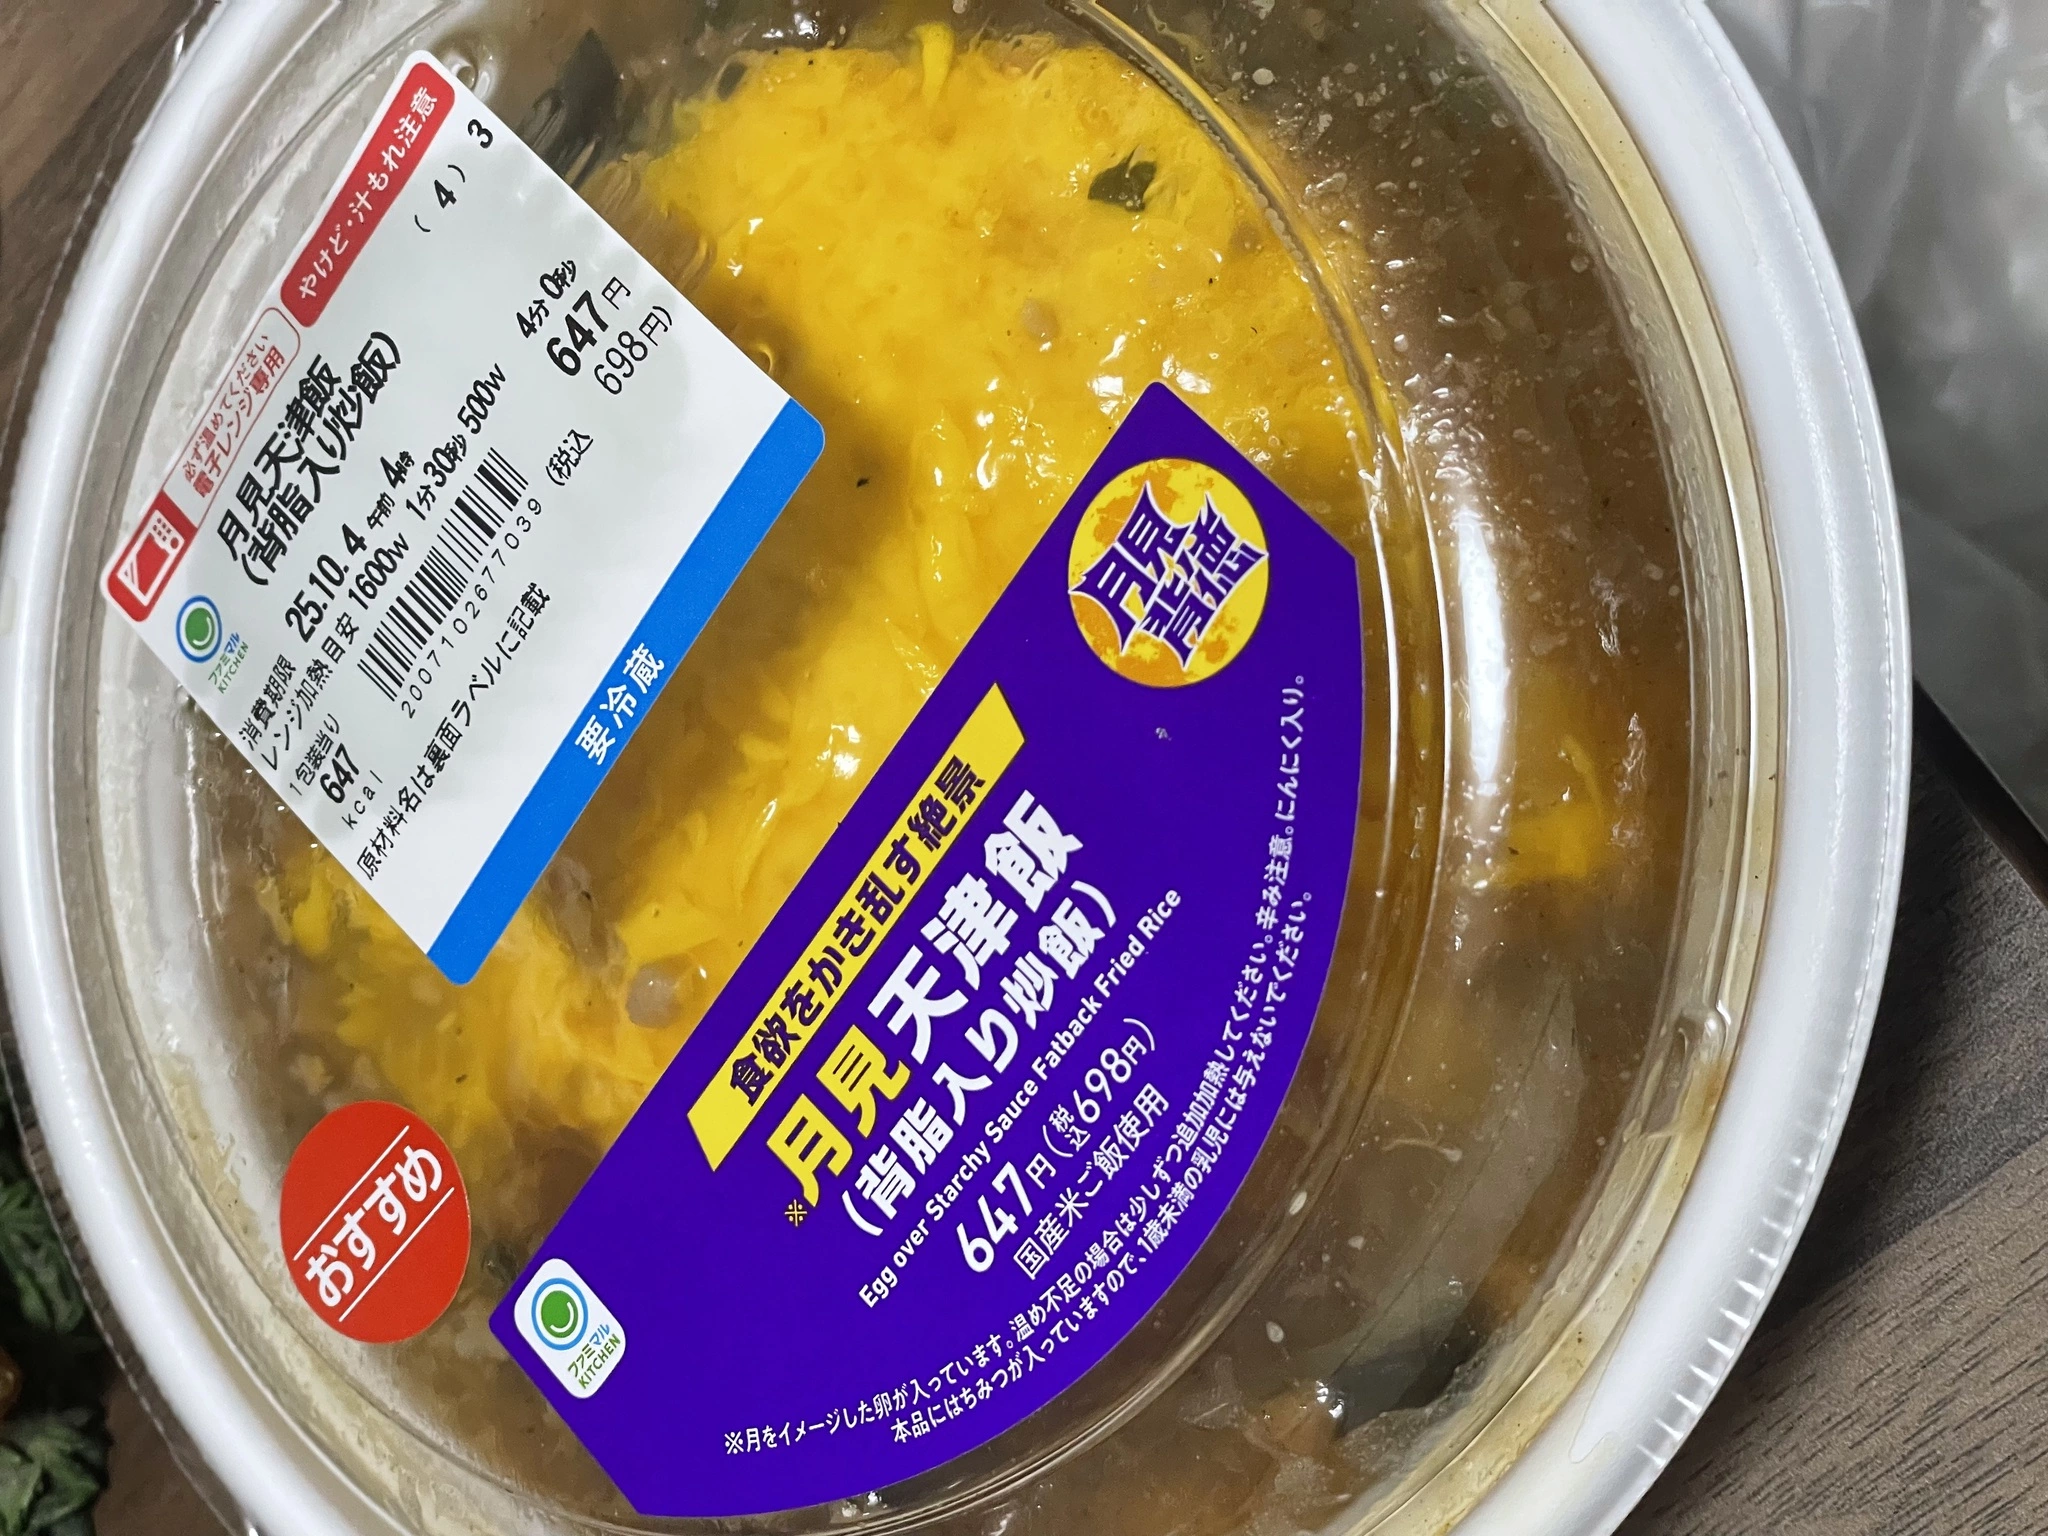 必ず温めてください
電子レンジ専用
やけど・汁もれ注意
ファミマル
KITCHEN
月見天津飯
(背脂入り炒飯)
(4) 3
消費期限 25.10. 4 午前 4時
レンジ加熱目安 1600w 1分30秒 500w 4分 0秒
1包装当り
647
kcal
647円
(税込 698円)
2007102677039
原材料名は裏面ラベルに記載
要冷蔵
おすすめ
月見
背徳
食欲をかき乱す絶景
※月見天津飯
(背脂入り炒飯)
Egg over Starchy Sauce Fatback Fried Rice
647円(税込698円)
国産米ご飯使用
ファミマル
KITCHEN
※月をイメージした卵が入っています。温め不足の場合は少しずつ追加加熱してください。辛み注意。にんにく入り。
本品にはちみつが入っていますので、1歳未満の乳児には与えないでください。